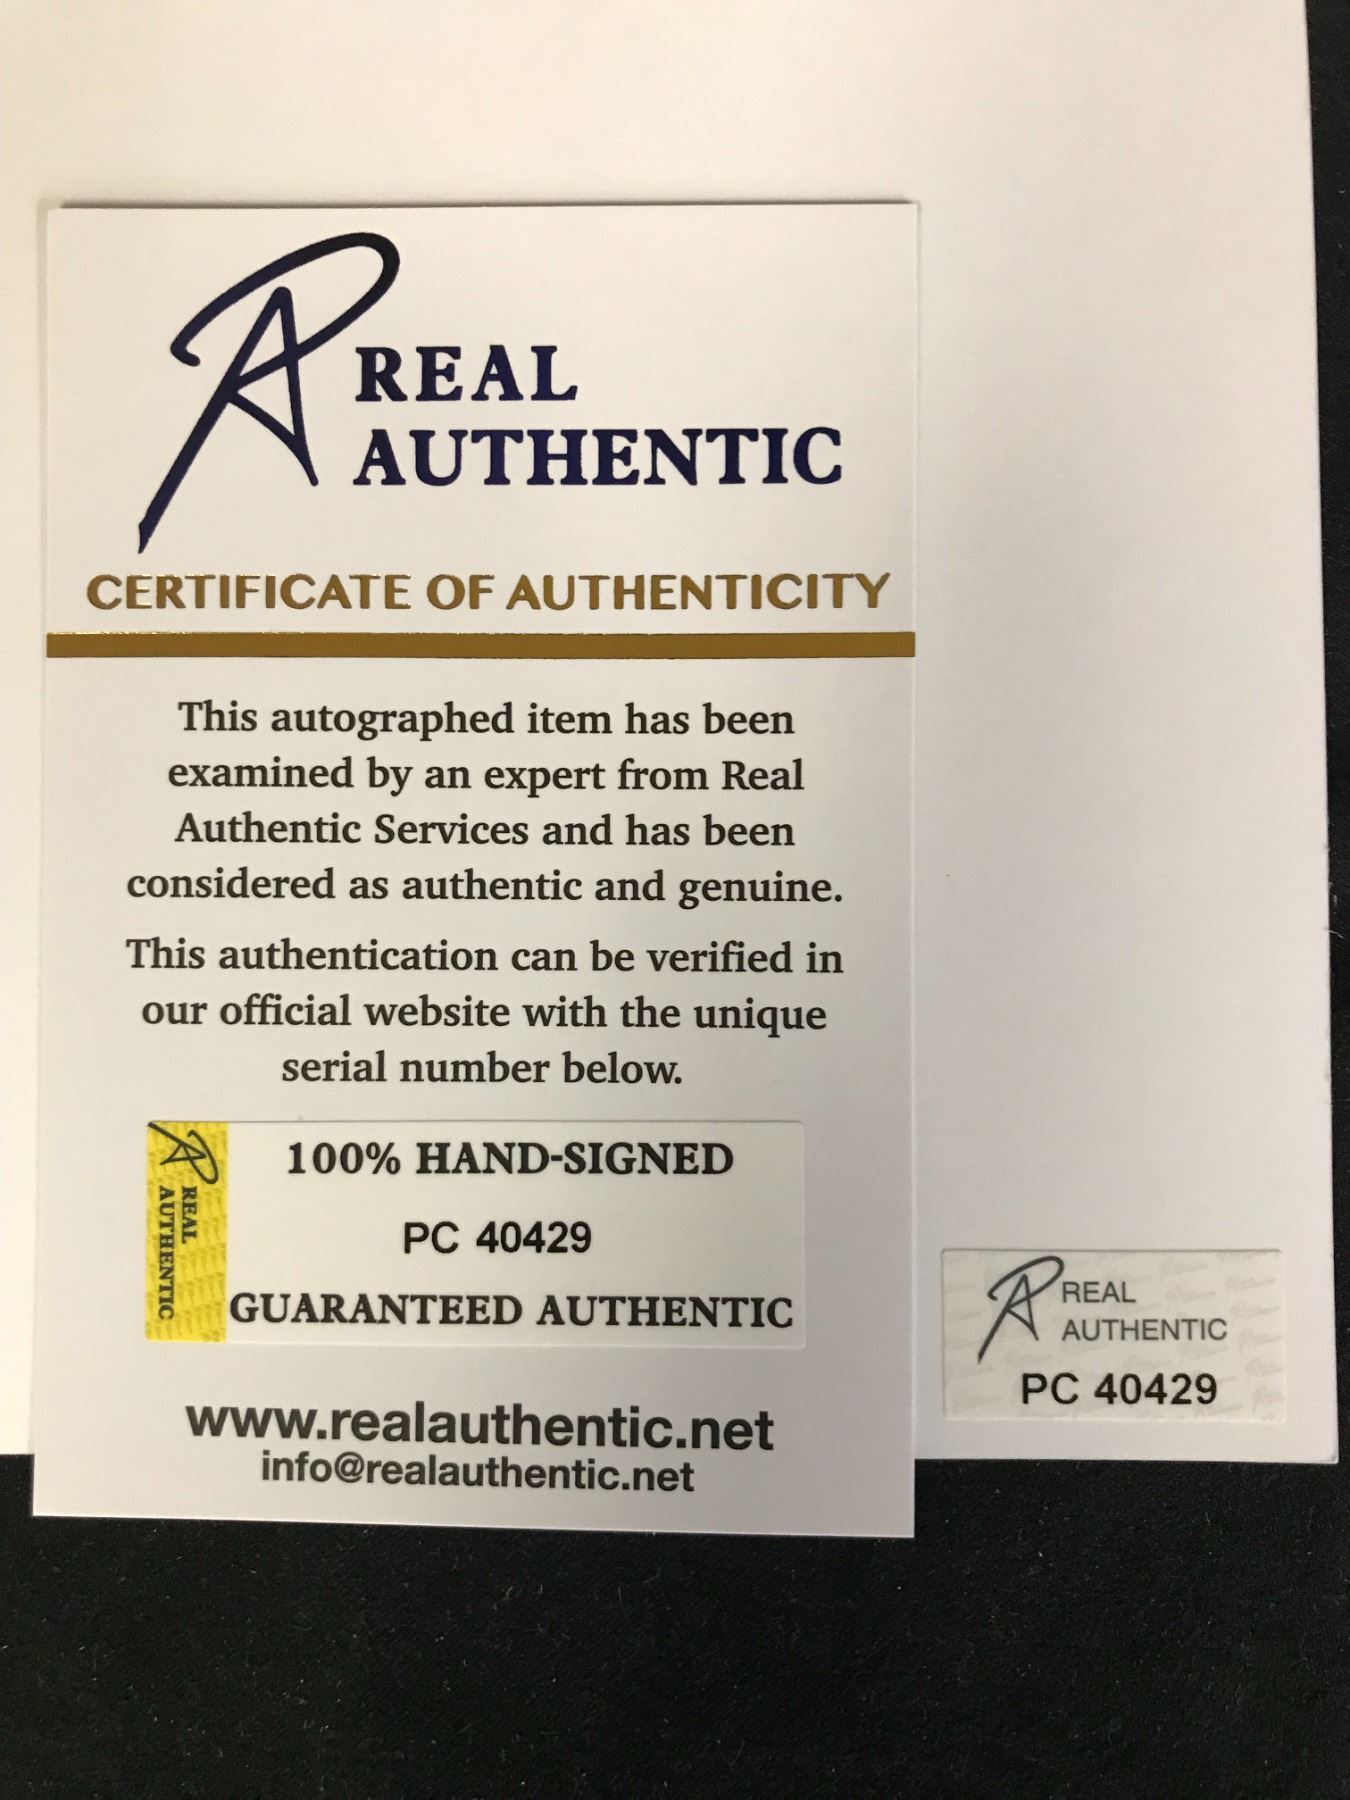 REAL
AUTHENTIC
CERTIFICATE OF AUTHENTICITY
This autographed item has been
examined by an expert from Real
Authentic Services and has been
considered as authentic and genuine.
This authentication can be verified in
our official website with the unique
serial number below.
REAL
AUTHENTIC
100% HAND-SIGNED
PC 40429
GUARANTEED AUTHENTIC
www.realauthentic.net
info@realauthentic.net
REAL
AUTHENTIC
PC 40429